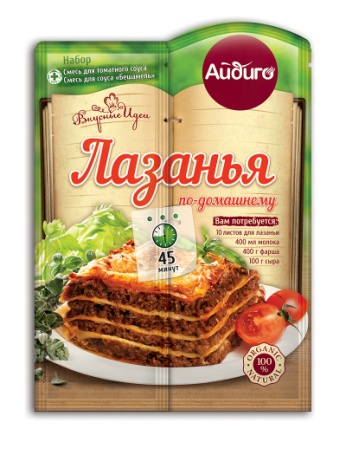 Набор
Смесь для томатного соуса
Смесь для соуса «Бешамель»
Айдиго
Вкусные Идеи
Лазанья
по-домашнему
Вам потребуется:
10 листов для лазаньи
400 мл молока
400 г фарша
100 г сыра
45
минут
ORGANIC
100%
NATURAL